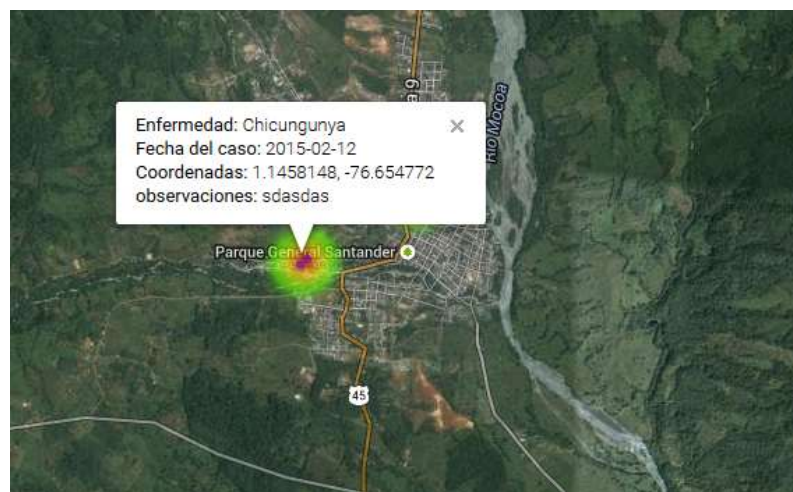 Enfermedad: Chicungunya
Fecha del caso: 2015-02-12
Coordenadas: 1.1458148, -76.654772
observaciones: sdasdas
Río Mocoa
Parque General Santander
45